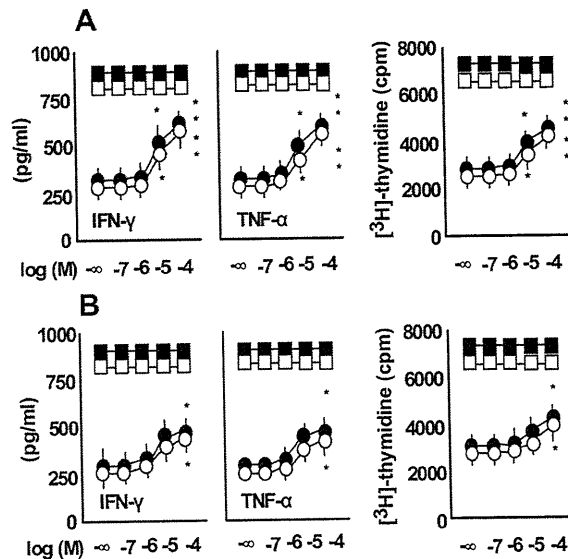 A
1000
750
500
250
0
(pg/ml)
IFN-γ
TNF-α
8000
6000
4000
2000
0
[³H]-thymidine (cpm)
* * * * * *
* * * * * *
* * * * * *
log (M) -∞ -7 -6 -5 -4 -∞ -7 -6 -5 -4 -∞ -7 -6 -5 -4
B
1000
750
500
250
0
(pg/ml)
IFN-γ
TNF-α
8000
6000
4000
2000
0
[³H]-thymidine (cpm)
* *
* *
* *
log (M) -∞ -7 -6 -5 -4 -∞ -7 -6 -5 -4 -∞ -7 -6 -5 -4